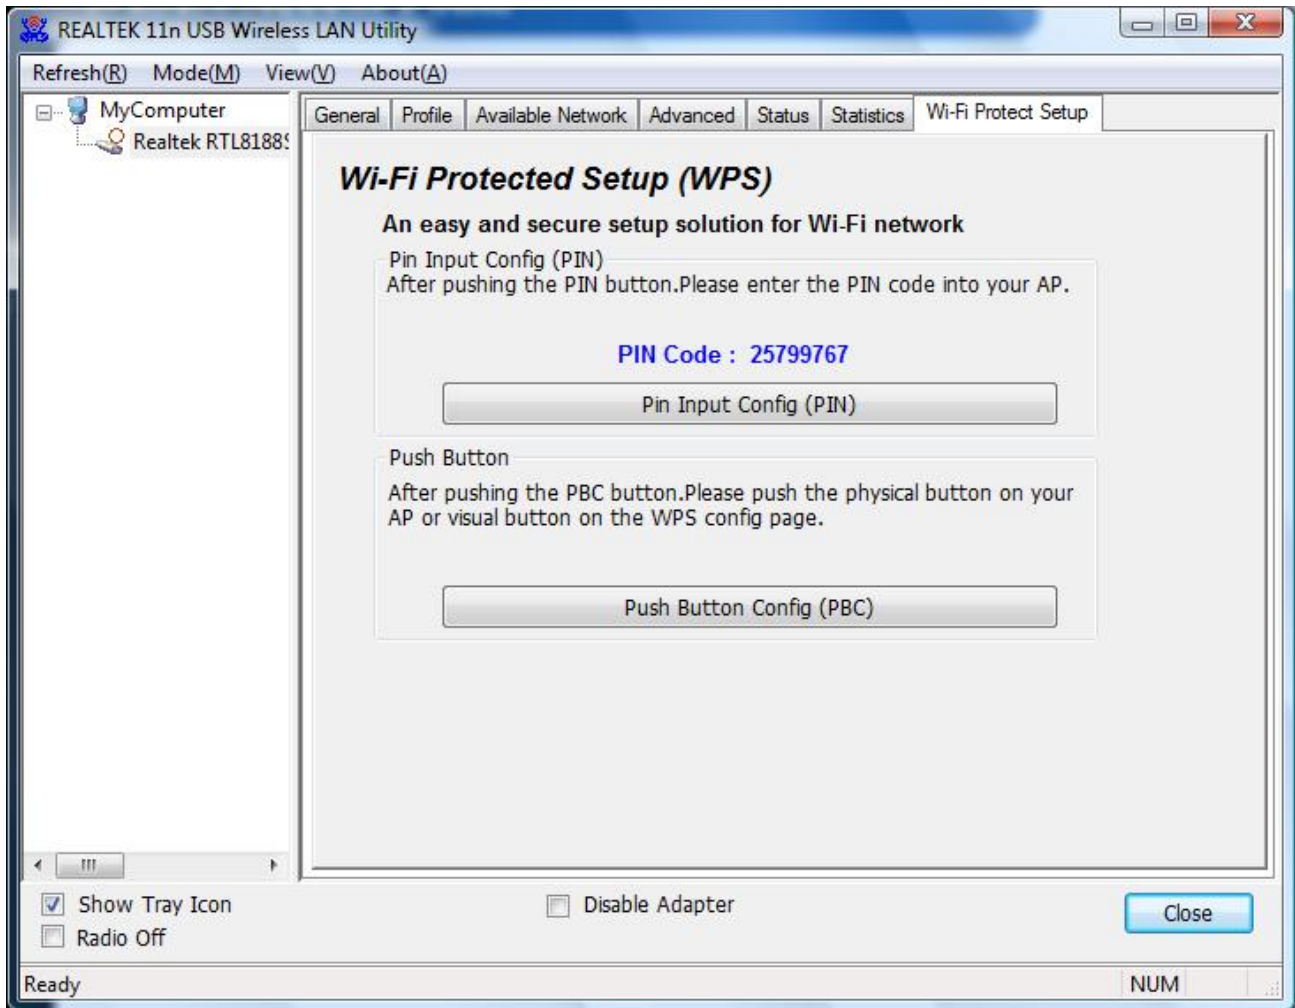 REALTEK 11n USB Wireless LAN Utility
Refresh(R) Mode(M) View(V) About(A)
MyComputer
Realtek RTL8188S
General Profile Available Network Advanced Status Statistics Wi-Fi Protect Setup
Wi-Fi Protected Setup (WPS)
An easy and secure setup solution for Wi-Fi network
Pin Input Config (PIN)
After pushing the PIN button.Please enter the PIN code into your AP.
PIN Code : 25799767
Pin Input Config (PIN)
Push Button
After pushing the PBC button.Please push the physical button on your
AP or visual button on the WPS config page.
Push Button Config (PBC)
Show Tray Icon
Disable Adapter
Close
Radio Off
Ready
NUM